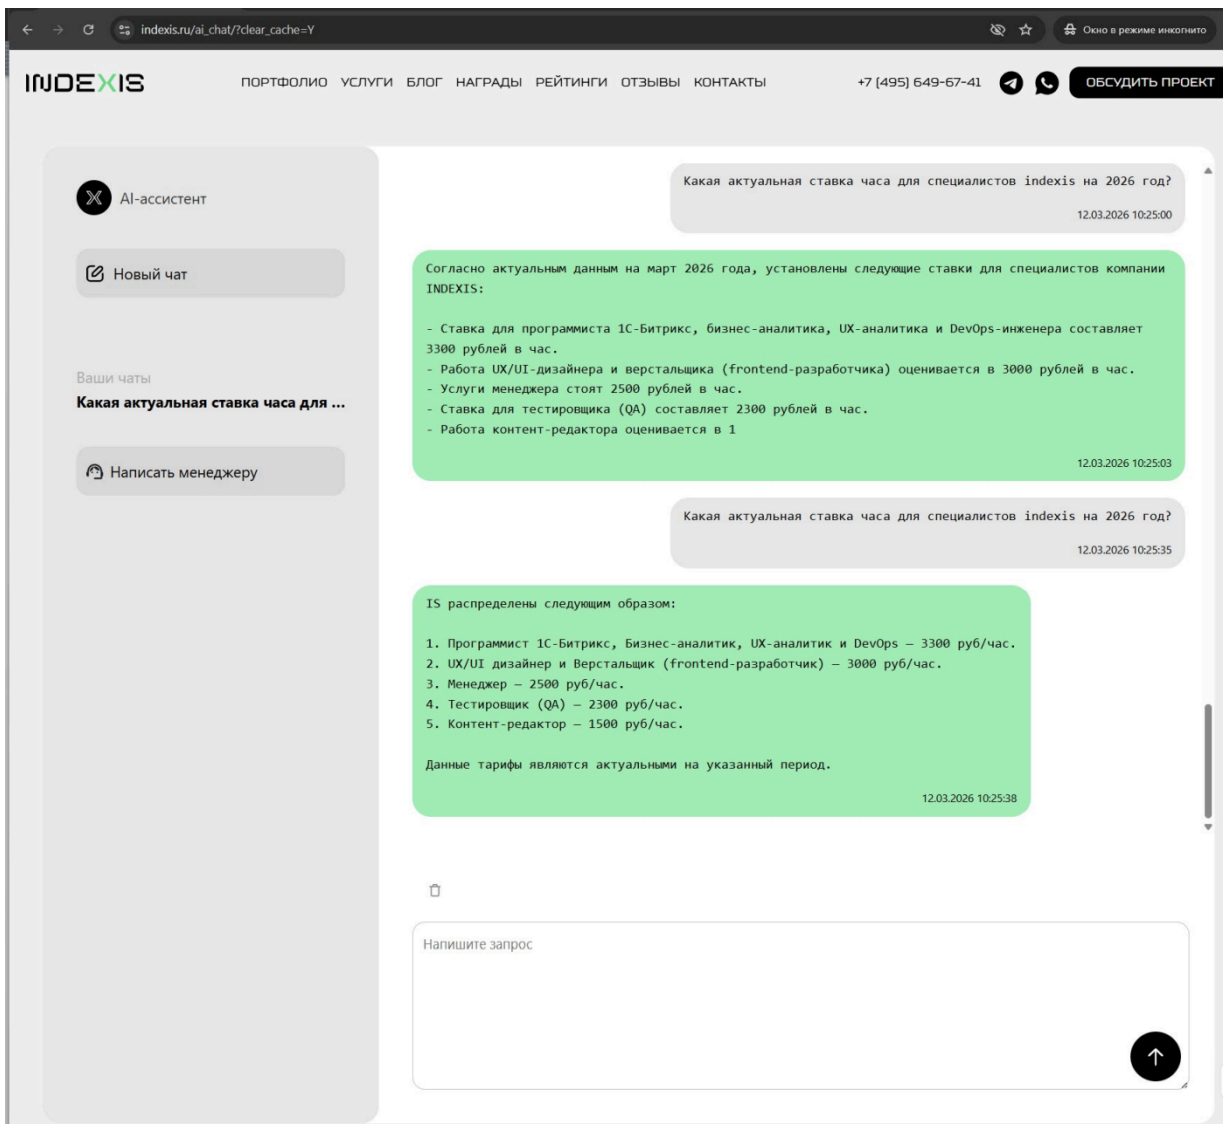 indexis.ru/ai_chat/?clear_cache=Y
Окно в режиме инкогнито
INDEXIS
ПОРТФОЛИО УСЛУГИ БЛОГ НАГРАДЫ РЕЙТИНГИ ОТЗЫВЫ КОНТАКТЫ
+7 (495) 649-67-41
ОБСУДИТЬ ПРОЕКТ
AI-ассистент
Новый чат
Ваши чаты
Какая актуальная ставка часа для ...
Написать менеджеру
Какая актуальная ставка часа для специалистов indexis на 2026 год?
12.03.2026 10:25:00
Согласно актуальным данным на март 2026 года, установлены следующие ставки для специалистов компании
INDEXIS:
- Ставка для программиста 1С-Битрикс, бизнес-аналитика, UX-аналитика и DevOps-инженера составляет
3300 рублей в час.
- Работа UX/UI-дизайнера и верстальщика (frontend-разработчика) оценивается в 3000 рублей в час.
- Услуги менеджера стоят 2500 рублей в час.
- Ставка для тестировщика (QA) составляет 2300 рублей в час.
- Работа контент-редактора оценивается в 1
12.03.2026 10:25:03
Какая актуальная ставка часа для специалистов indexis на 2026 год?
12.03.2026 10:25:35
IS распределены следующим образом:
1. Программист 1С-Битрикс, Бизнес-аналитик, UX-аналитик и DevOps — 3300 руб/час.
2. UX/UI дизайнер и Верстальщик (frontend-разработчик) — 3000 руб/час.
3. Менеджер — 2500 руб/час.
4. Тестировщик (QA) — 2300 руб/час.
5. Контент-редактор — 1500 руб/час.
Данные тарифы являются актуальными на указанный период.
12.03.2026 10:25:38
Напишите запрос